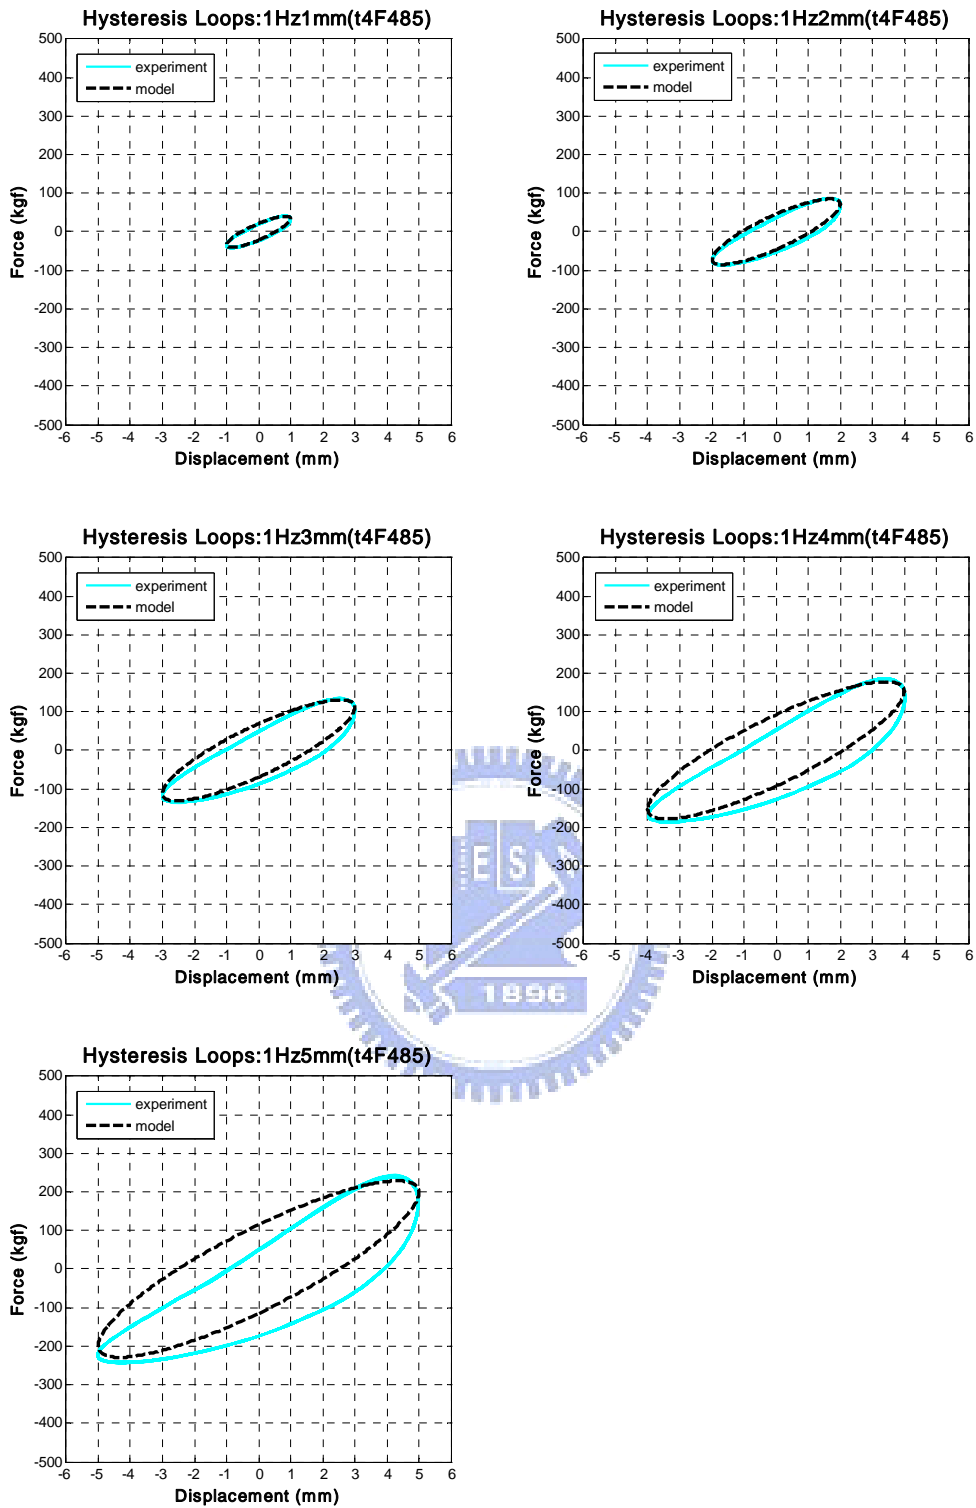 Hysteresis Loops:1Hz1mm(t4F485)
500
400
300
200
100
0
-100
-200
-300
-400
-500
experiment
model
Force (kgf)
-6 -5 -4 -3 -2 -1 0 1 2 3 4 5 6
Displacement (mm)
Hysteresis Loops:1Hz2mm(t4F485)
500
400
300
200
100
0
-100
-200
-300
-400
-500
experiment
model
Force (kgf)
-6 -5 -4 -3 -2 -1 0 1 2 3 4 5 6
Displacement (mm)
Hysteresis Loops:1Hz3mm(t4F485)
500
400
300
200
100
0
-100
-200
-300
-400
-500
experiment
model
Force (kgf)
-6 -5 -4 -3 -2 -1 0 1 2 3 4 5 6
Displacement (mm)
Hysteresis Loops:1Hz4mm(t4F485)
500
400
300
200
100
0
-100
-200
-300
-400
-500
experiment
model
Force (kgf)
-6 -5 -4 -3 -2 -1 0 1 2 3 4 5 6
Displacement (mm)
ES
1896
Hysteresis Loops:1Hz5mm(t4F485)
500
400
300
200
100
0
-100
-200
-300
-400
-500
experiment
model
Force (kgf)
-6 -5 -4 -3 -2 -1 0 1 2 3 4 5 6
Displacement (mm)